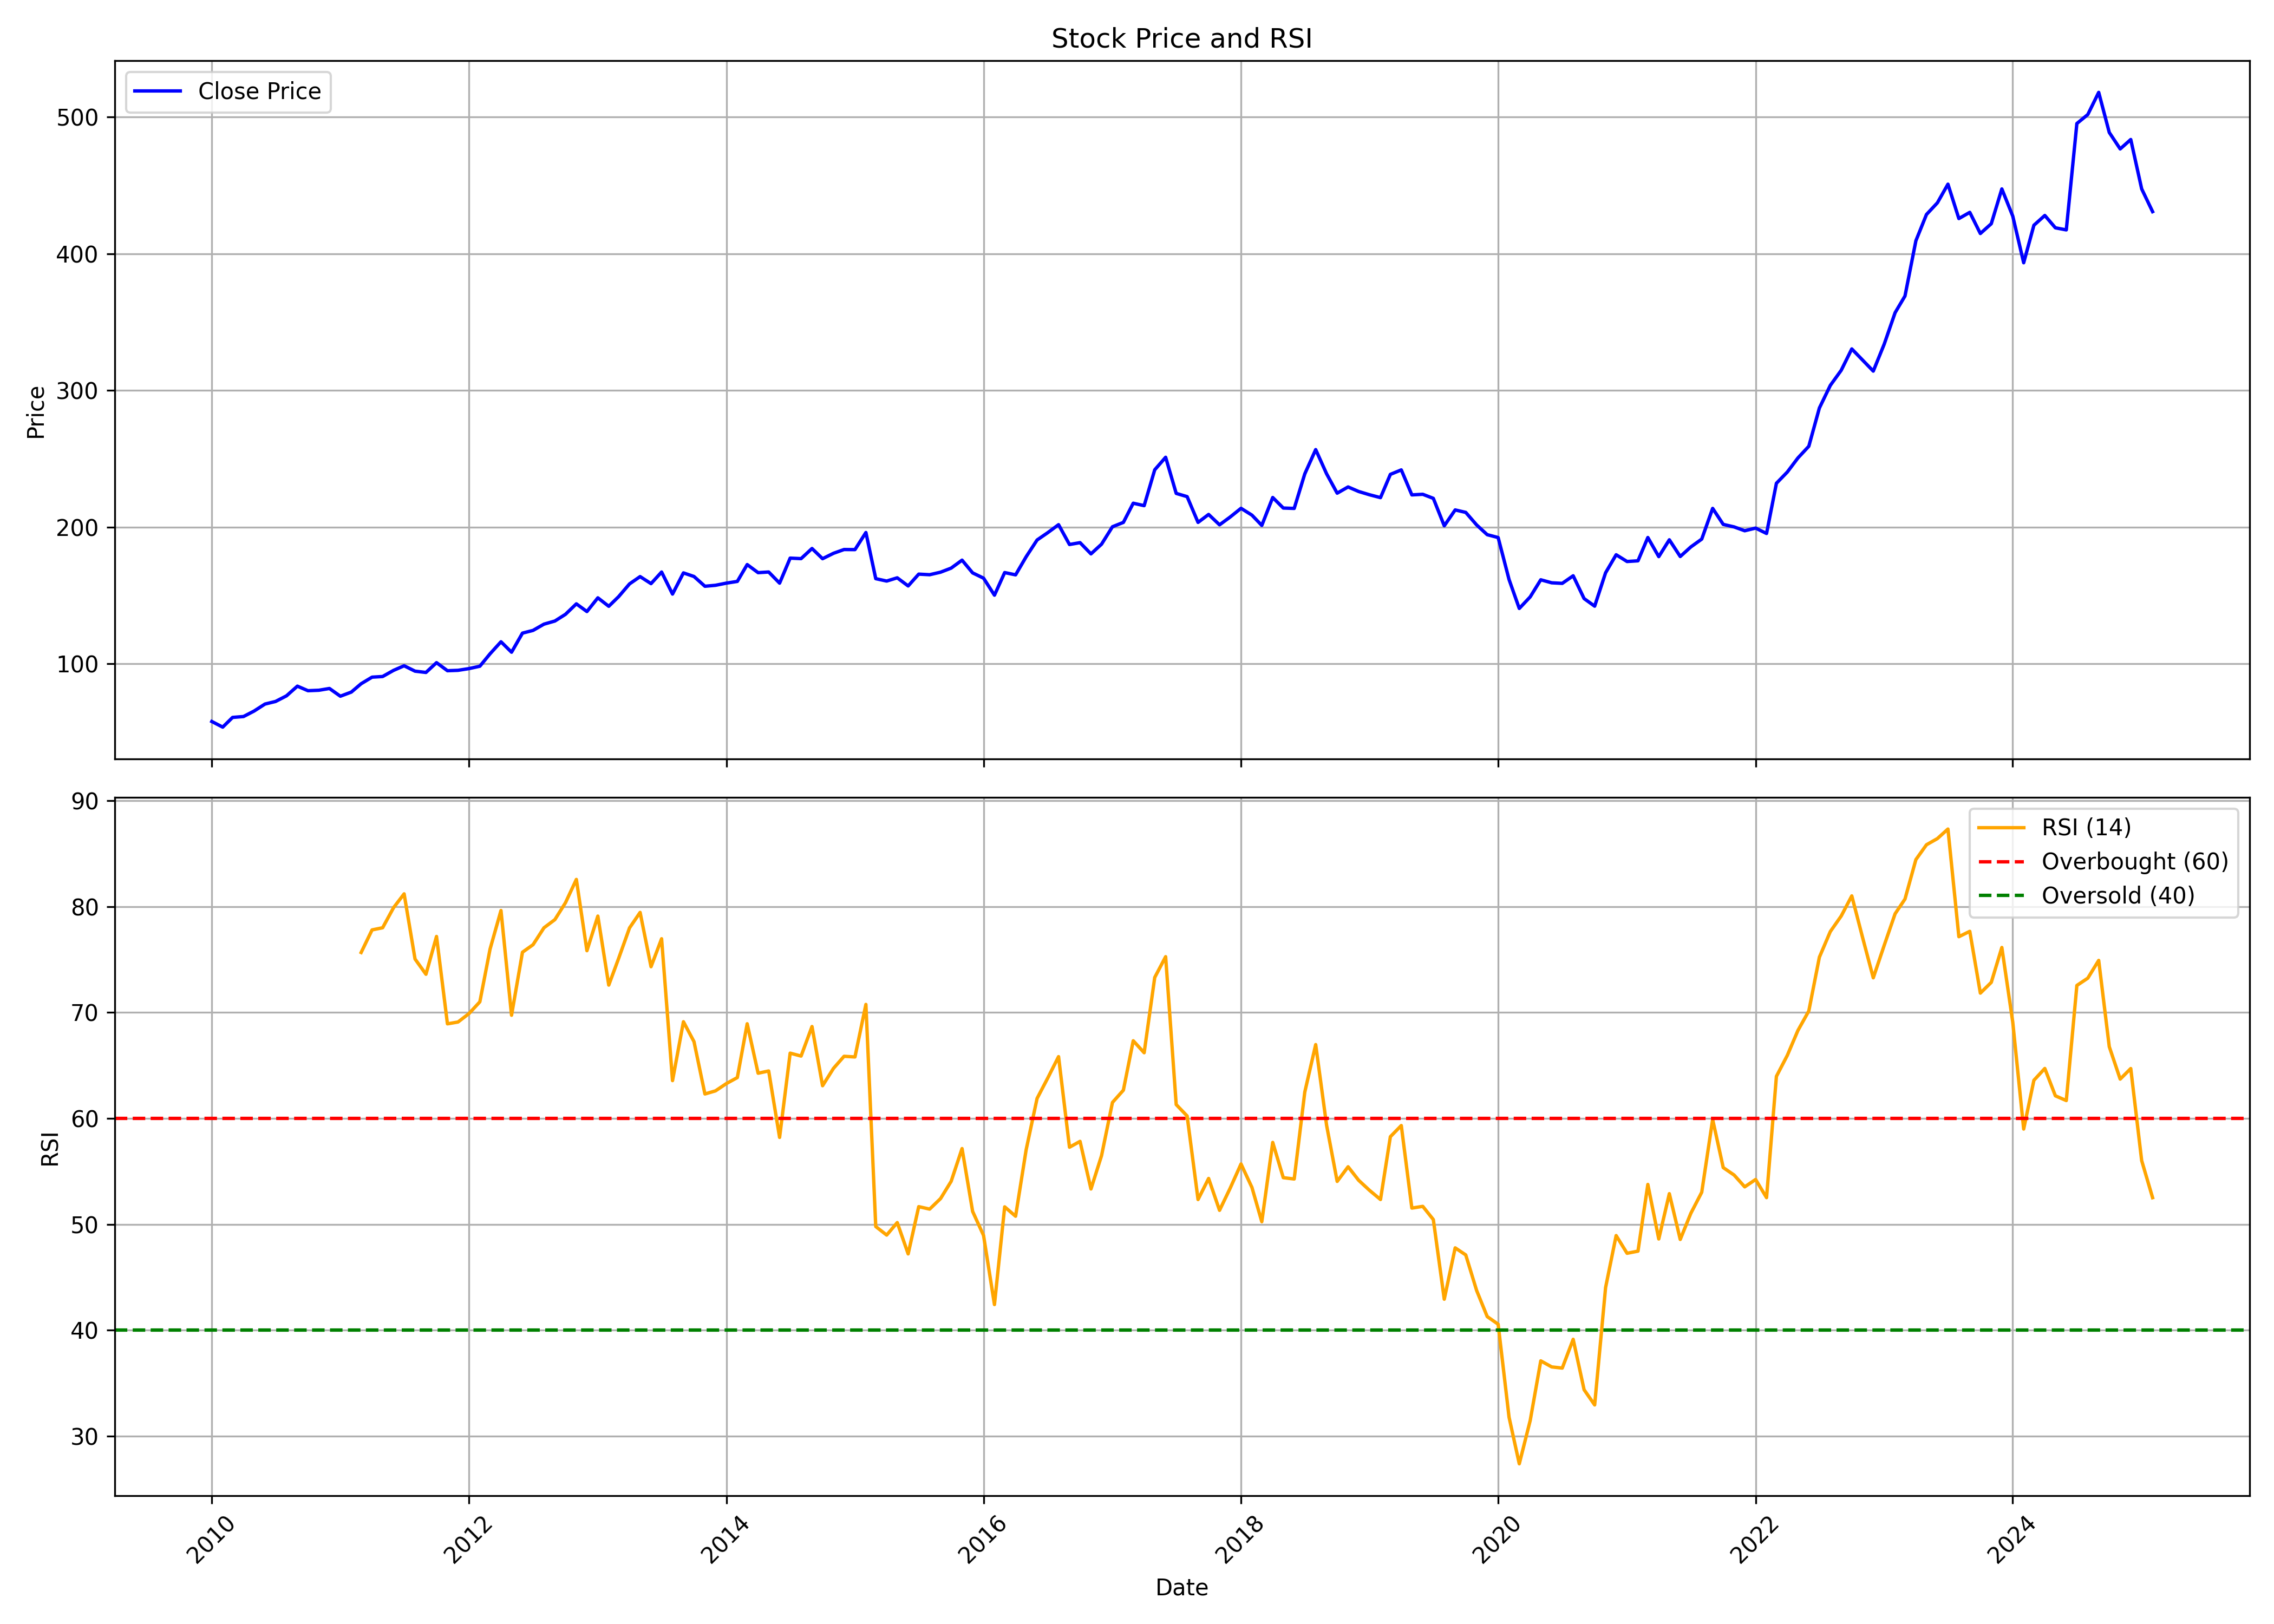 Stock Price and RSI
Close Price
500
400
300
200
100
Price
90
80
70
60
50
40
30
RSI
RSI (14)
Overbought (60)
Oversold (40)
2010
2012
2014
2016
2018
2020
2022
2024
Date